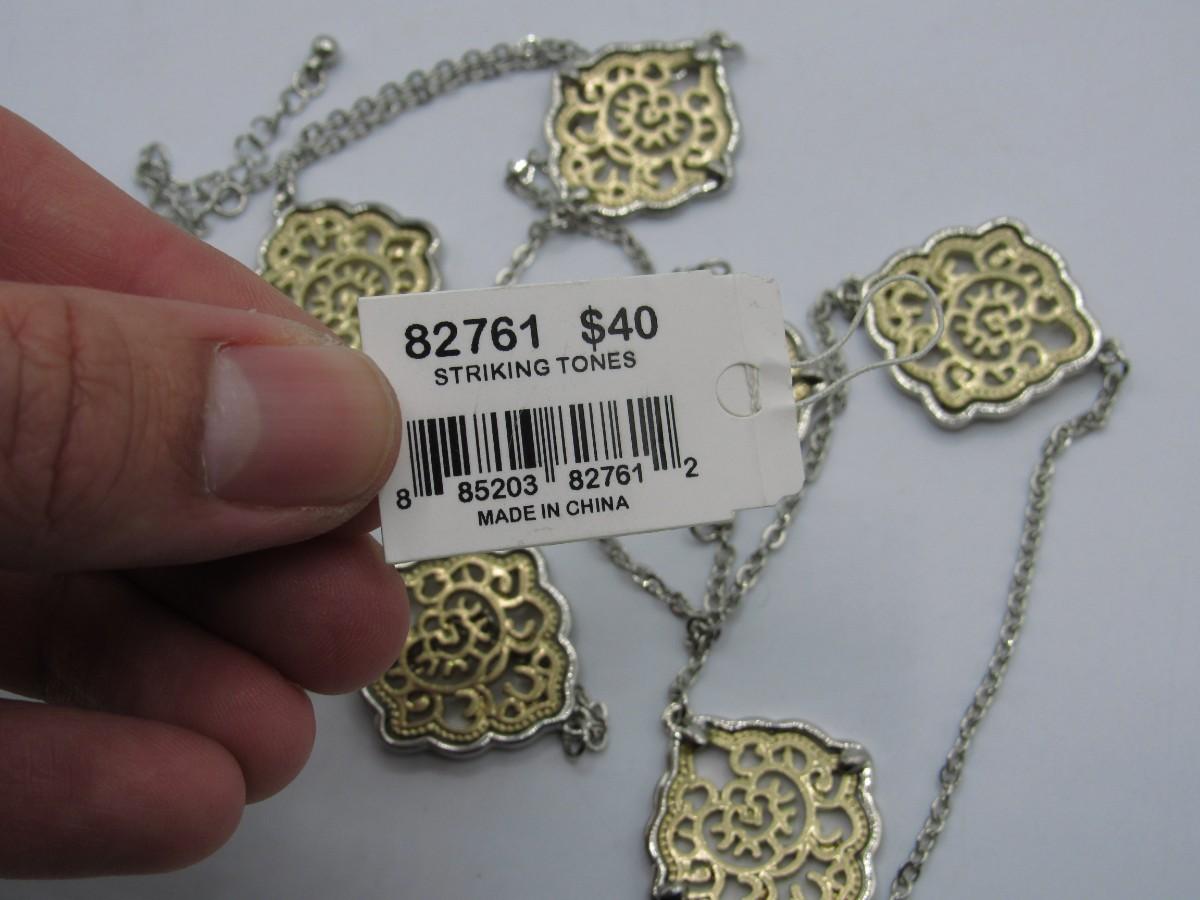 82761 $40
STRIKING TONES
8 85203 82761 2
MADE IN CHINA